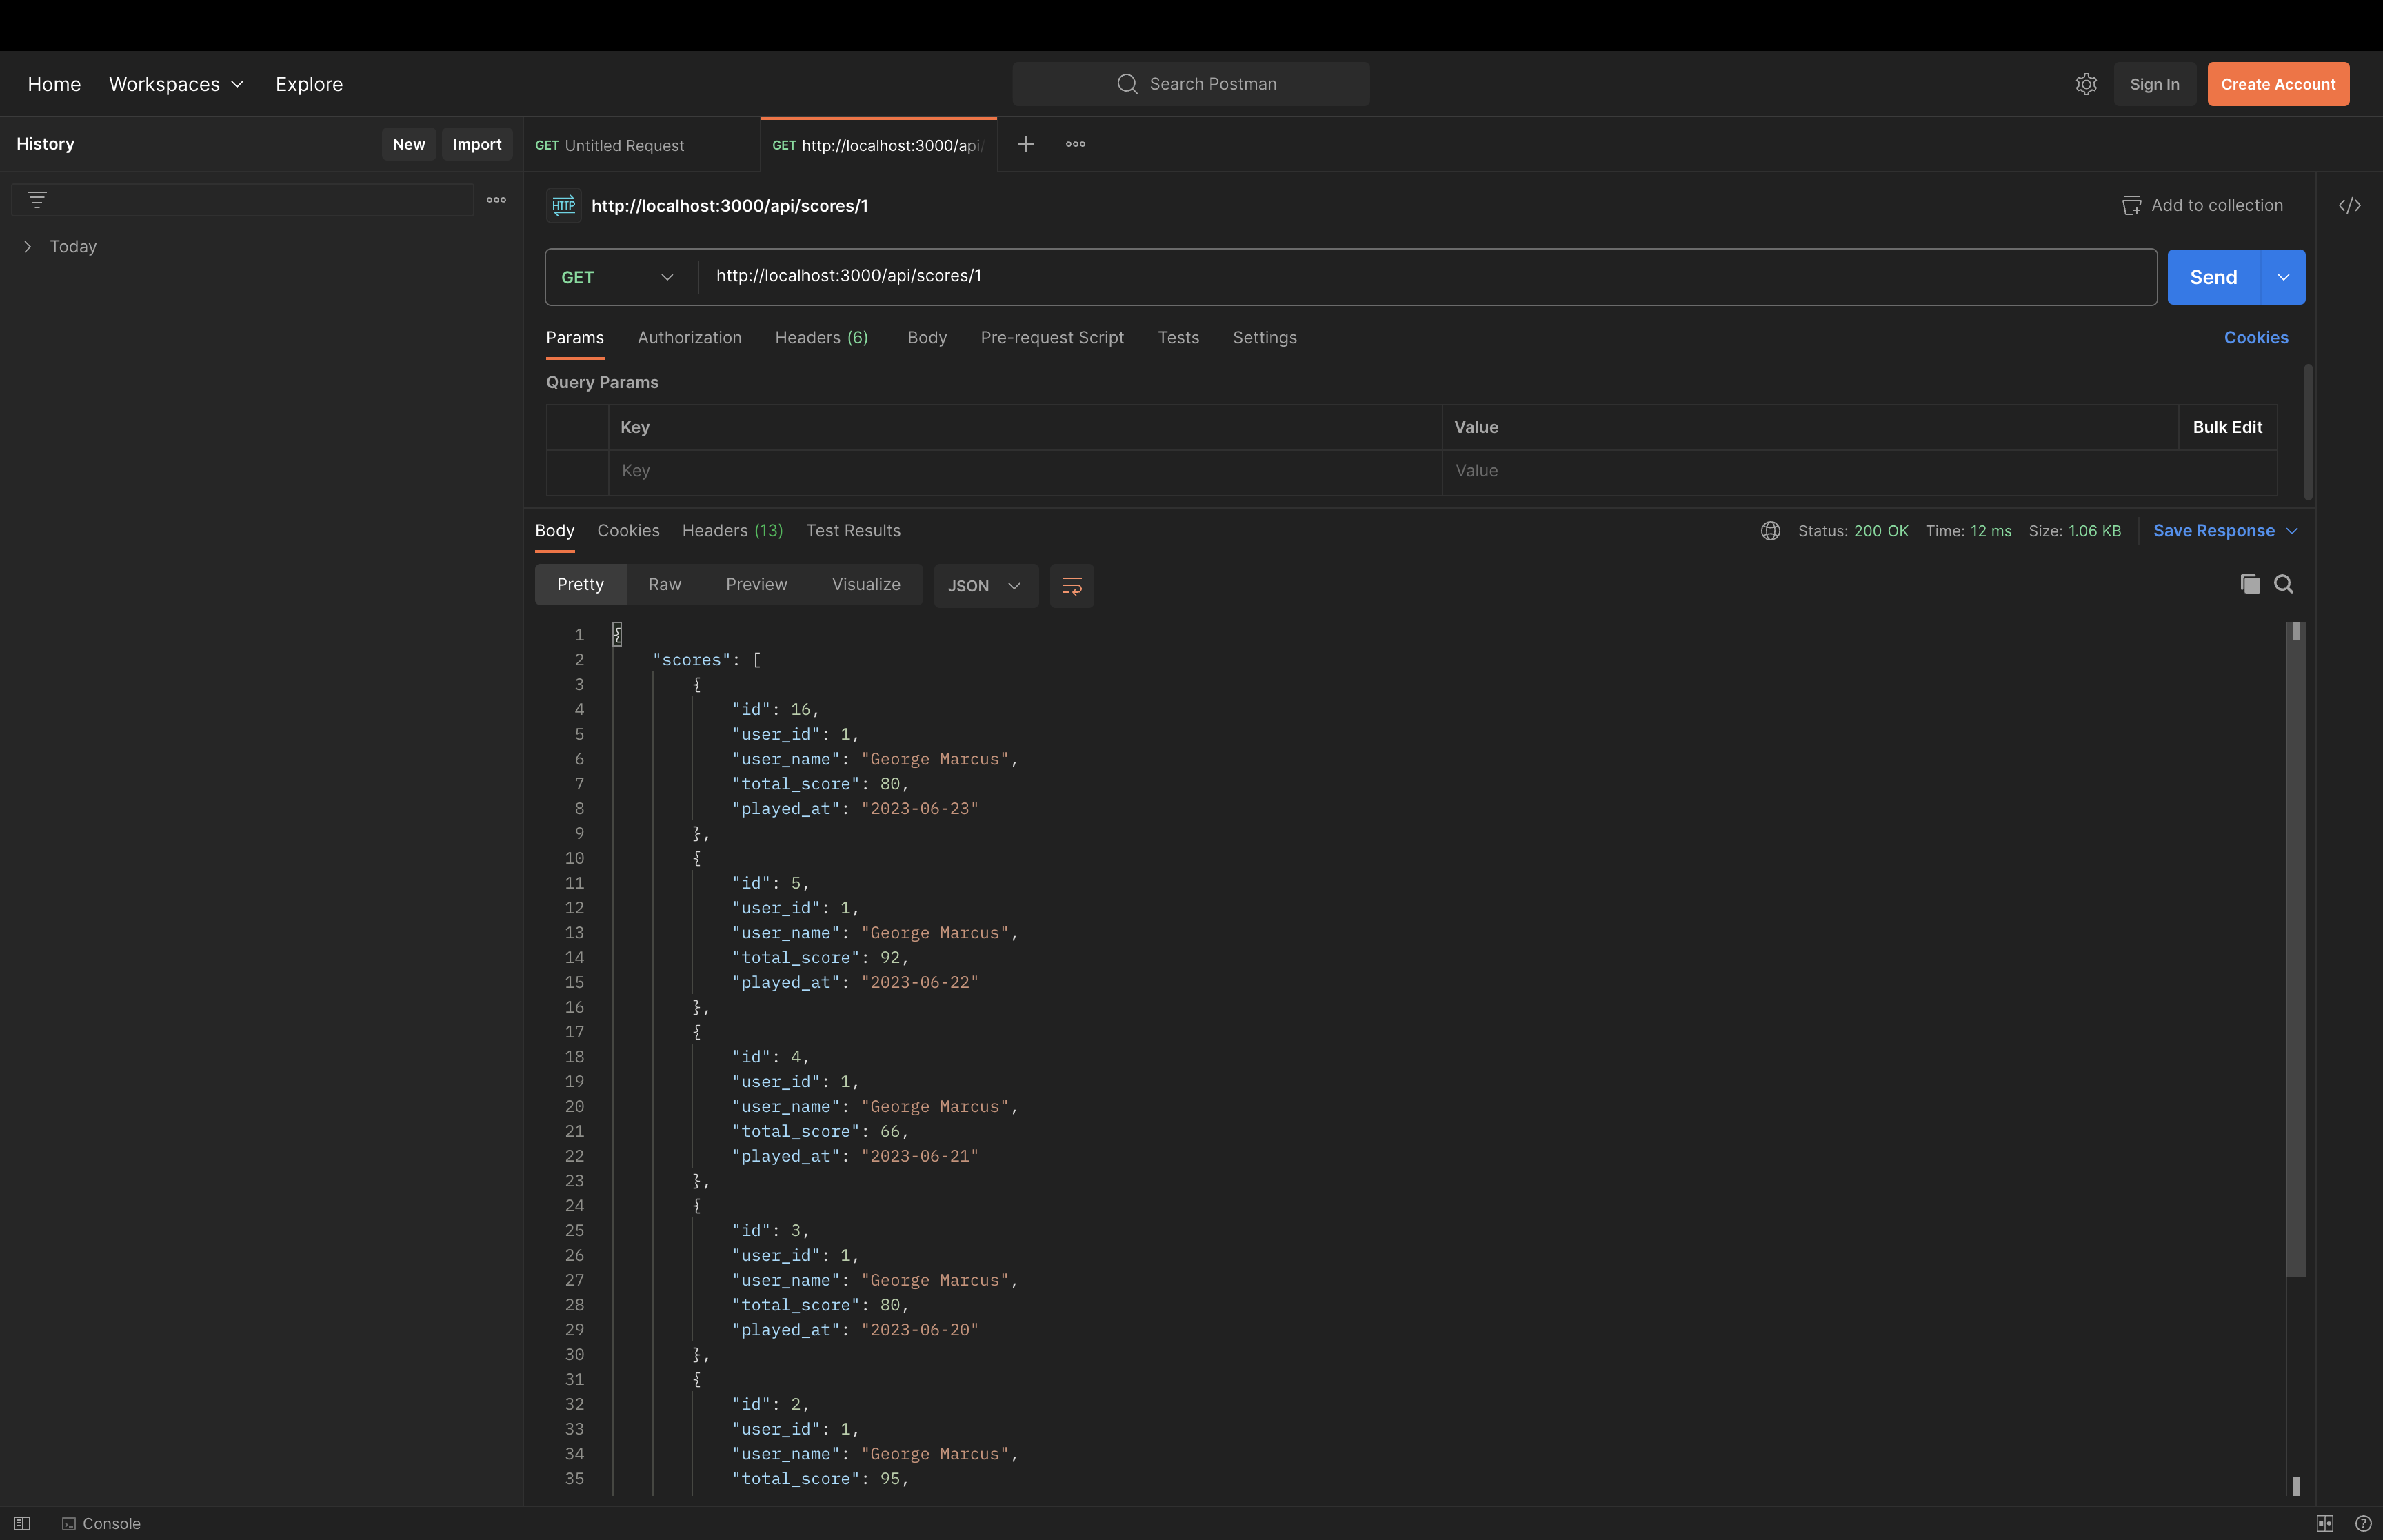 Home Workspaces Explore Search Postman Sign In Create Account
History New Import
GET Untitled Request GET http://localhost:3000/api/
Today
HTTP http://localhost:3000/api/scores/1 Add to collection </>
GET http://localhost:3000/api/scores/1 Send
Params Authorization Headers (6) Body Pre-request Script Tests Settings Cookies
Query Params
Key Value Bulk Edit
Key Value
Body Cookies Headers (13) Test Results Status: 200 OK Time: 12 ms Size: 1.06 KB Save Response
Pretty Raw Preview Visualize JSON
1 {
2 "scores": [
3 {
4 "id": 16,
5 "user_id": 1,
6 "user_name": "George Marcus",
7 "total_score": 80,
8 "played_at": "2023-06-23"
9 },
10 {
11 "id": 5,
12 "user_id": 1,
13 "user_name": "George Marcus",
14 "total_score": 92,
15 "played_at": "2023-06-22"
16 },
17 {
18 "id": 4,
19 "user_id": 1,
20 "user_name": "George Marcus",
21 "total_score": 66,
22 "played_at": "2023-06-21"
23 },
24 {
25 "id": 3,
26 "user_id": 1,
27 "user_name": "George Marcus",
28 "total_score": 80,
29 "played_at": "2023-06-20"
30 },
31 {
32 "id": 2,
33 "user_id": 1,
34 "user_name": "George Marcus",
35 "total_score": 95,
Console